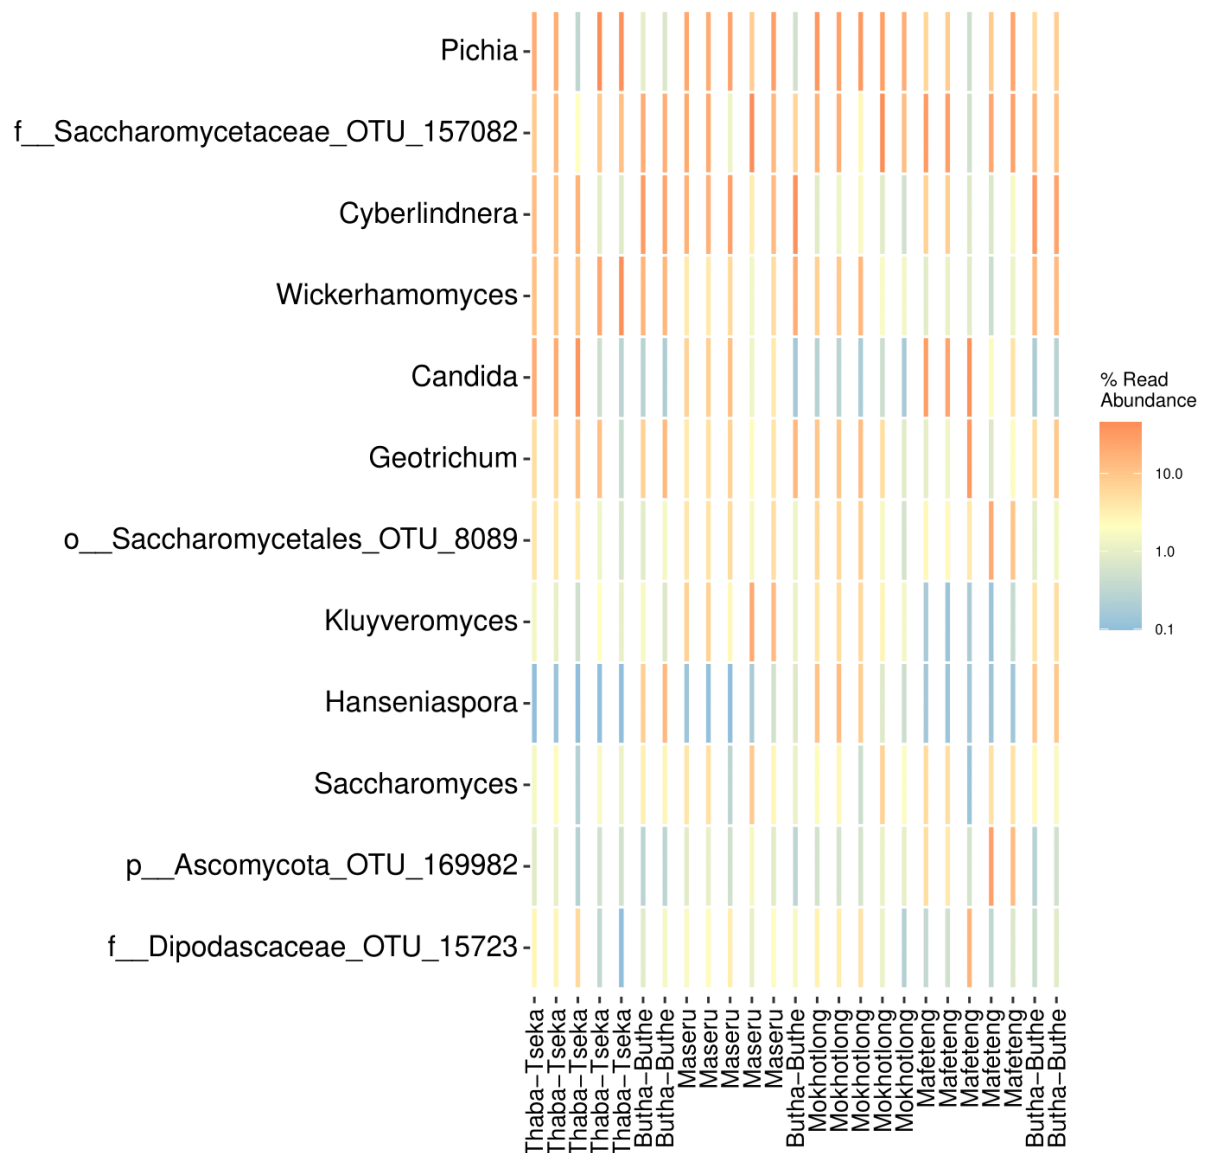 Pichia
f__Saccharomycetaceae_OTU_157082
Cyberlindnera
Wickerhamomyces
Candida
Geotrichum
o__Saccharomycetales_OTU_8089
Kluyveromyces
Hanseniaspora
Saccharomyces
p__Ascomycota_OTU_169982
f__Dipodascaceae_OTU_15723
% Read
Abundance
10.0
1.0
0.1
Thaba−Tseka
Thaba−Tseka
Thaba−Tseka
Thaba−Tseka
Thaba−Tseka
Butha−Buthe
Butha−Buthe
Maseru
Maseru
Maseru
Maseru
Maseru
Butha−Buthe
Mokhotlong
Mokhotlong
Mokhotlong
Mokhotlong
Mokhotlong
Mafeteng
Mafeteng
Mafeteng
Mafeteng
Mafeteng
Butha−Buthe
Butha−Buthe